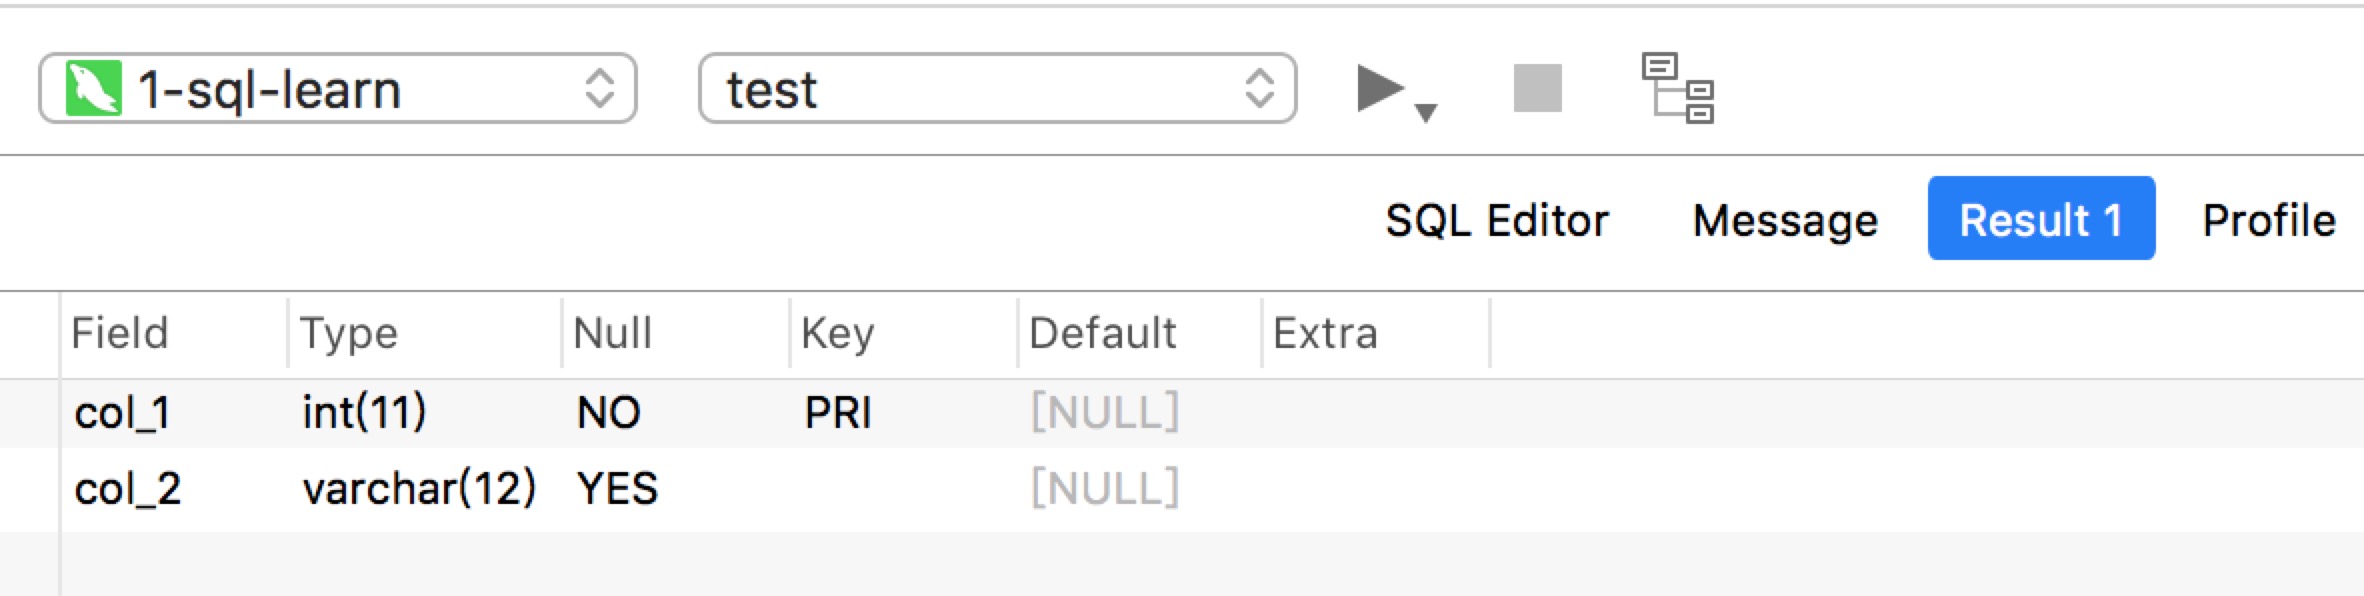 1-sql-learn test
SQL Editor Message Result 1 Profile
Field Type Null Key Default Extra
col_1 int(11) NO PRI [NULL]
col_2 varchar(12) YES [NULL]